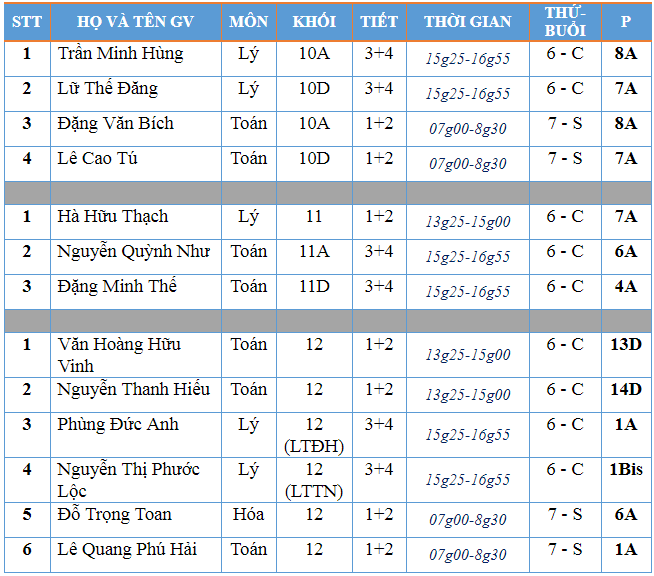 STT HỌ VÀ TÊN GV MÔN KHỐI TIẾT THỜI GIAN THỨ-BUỔI P
1 Trần Minh Hùng Lý 10A 3+4 15g25-16g55 6 - C 8A
2 Lữ Thế Đăng Lý 10D 3+4 15g25-16g55 6 - C 7A
3 Đặng Văn Bích Toán 10A 1+2 07g00-8g30 7 - S 8A
4 Lê Cao Tú Toán 10D 1+2 07g00-8g30 7 - S 7A
1 Hà Hữu Thạch Lý 11 1+2 13g25-15g00 6 - C 7A
2 Nguyễn Quỳnh Như Toán 11A 3+4 15g25-16g55 6 - C 6A
3 Đặng Minh Thế Toán 11D 3+4 15g25-16g55 6 - C 4A
1 Văn Hoàng Hữu Vinh Toán 12 1+2 13g25-15g00 6 - C 13D
2 Nguyễn Thanh Hiếu Toán 12 1+2 13g25-15g00 6 - C 14D
3 Phùng Đức Anh Lý 12 (LTĐH) 3+4 15g25-16g55 6 - C 1A
4 Nguyễn Thị Phước Lộc Lý 12 (LTTN) 3+4 15g25-16g55 6 - C 1Bis
5 Đỗ Trọng Toan Hóa 12 1+2 07g00-8g30 7 - S 6A
6 Lê Quang Phú Hải Toán 12 1+2 07g00-8g30 7 - S 1A